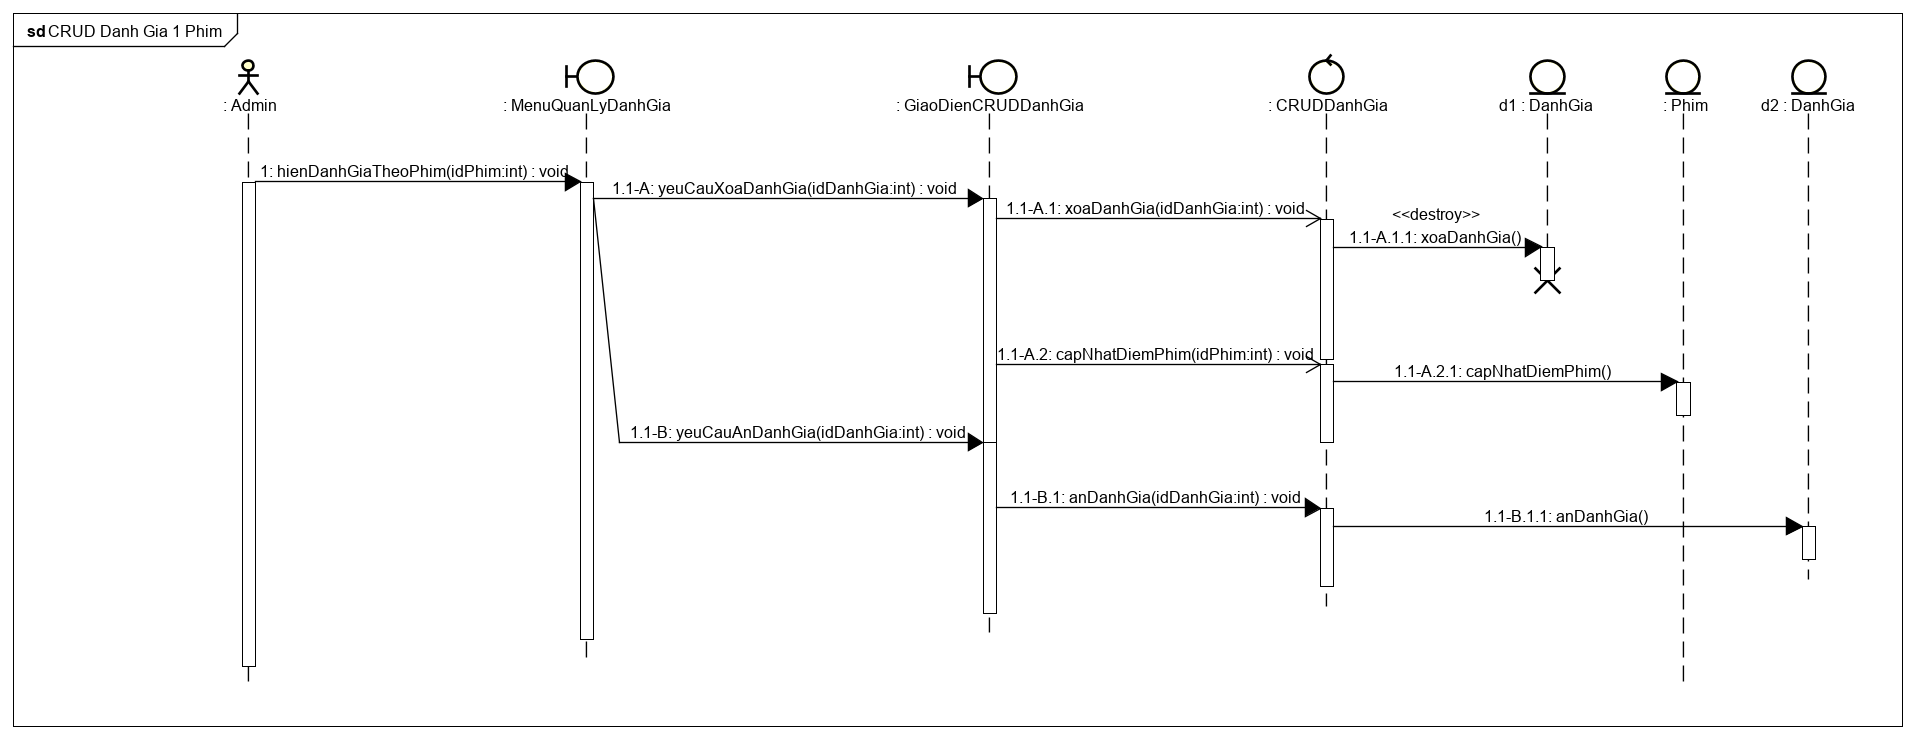 sd CRUD Danh Gia 1 Phim
: Admin
: MenuQuanLyDanhGia
: GiaoDienCRUDDanhGia
: CRUDDanhGia
d1 : DanhGia
: Phim
d2 : DanhGia
1: hienDanhGiaTheoPhim(idPhim:int) : void
1.1-A: yeuCauXoaDanhGia(idDanhGia:int) : void
1.1-A.1: xoaDanhGia(idDanhGia:int) : void
<<destroy>>
1.1-A.1.1: xoaDanhGia()
1.1-A.2: capNhatDiemPhim(idPhim:int) : void
1.1-A.2.1: capNhatDiemPhim()
1.1-B: yeuCauAnDanhGia(idDanhGia:int) : void
1.1-B.1: anDanhGia(idDanhGia:int) : void
1.1-B.1.1: anDanhGia()